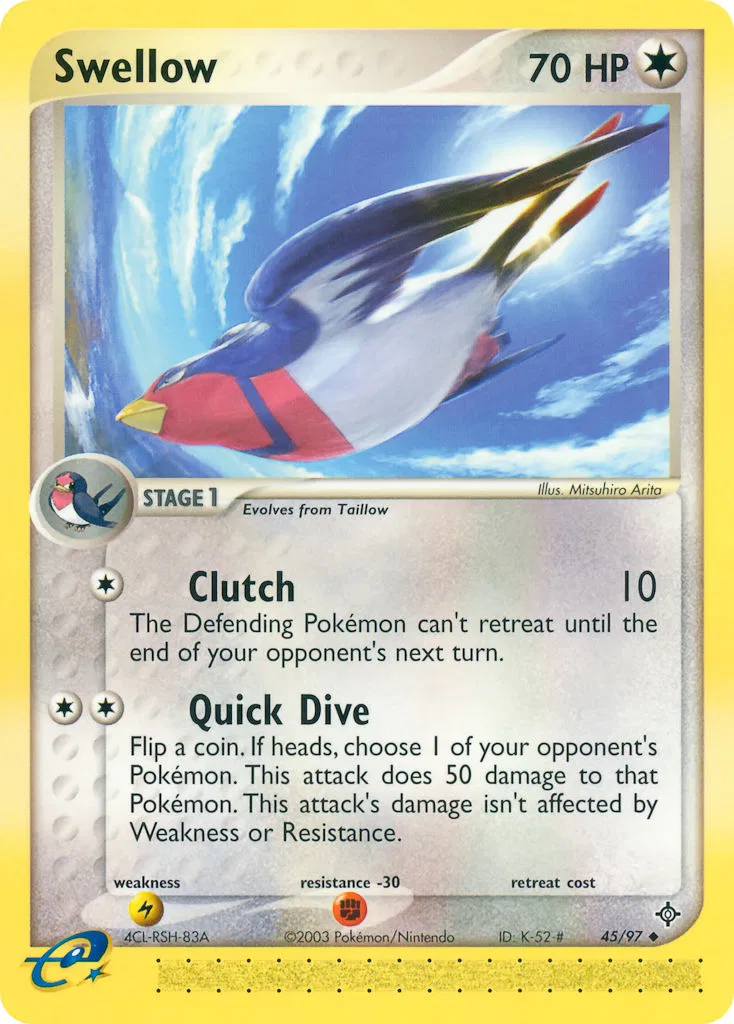 Swellow 70 HP
Illus. Mitsuhiro Arita
STAGE 1
Evolves from Taillow
Clutch 10
The Defending Pokémon can't retreat until the
end of your opponent's next turn.
Quick Dive
Flip a coin. If heads, choose 1 of your opponent's
Pokémon. This attack does 50 damage to that
Pokémon. This attack's damage isn't affected by
Weakness or Resistance.
weakness resistance -30 retreat cost
4CL-RSH-83A ©2003 Pokémon/Nintendo ID: K-52-# 45/97
e